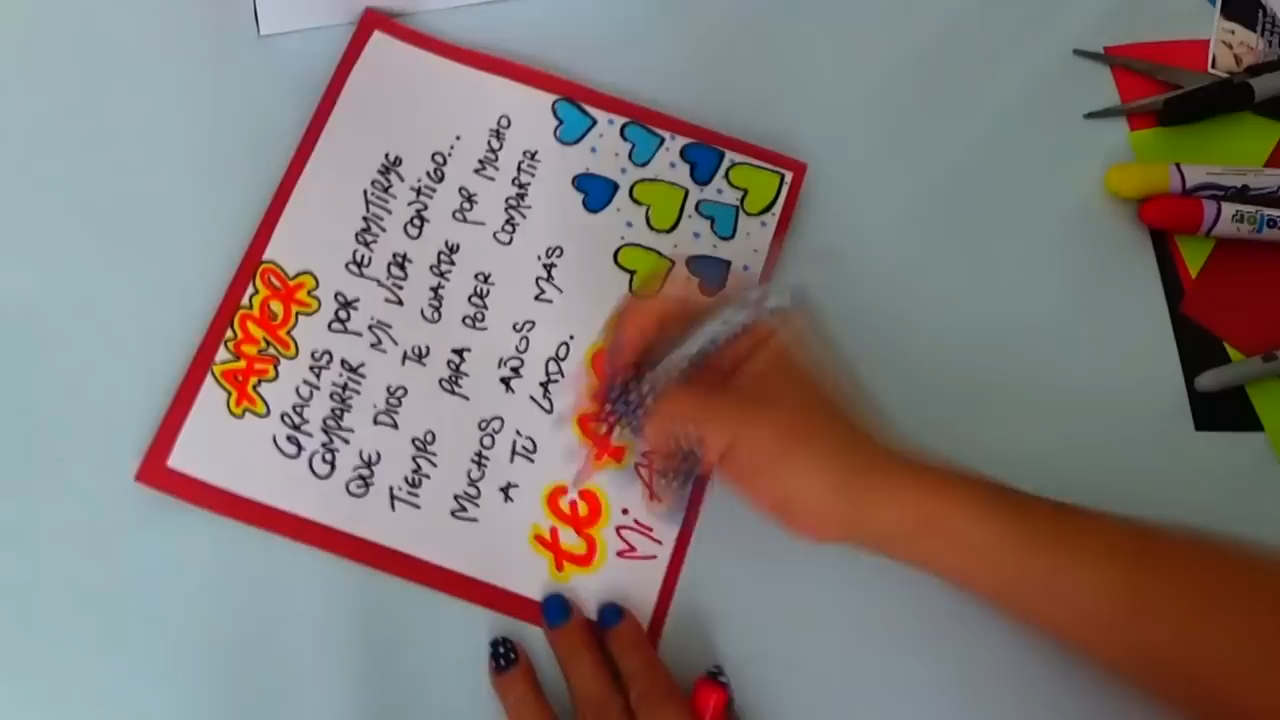 AMOR
GRACIAS POR PERMITIRME
COMPARTIR MI VIDA CONTIGO...
QUE DIOS TE GUARDE POR MUCHO
TIEMPO PARA PODER COMPARTIR
MUCHOS AÑOS MÁS
A TÚ LADO.
te
Mi